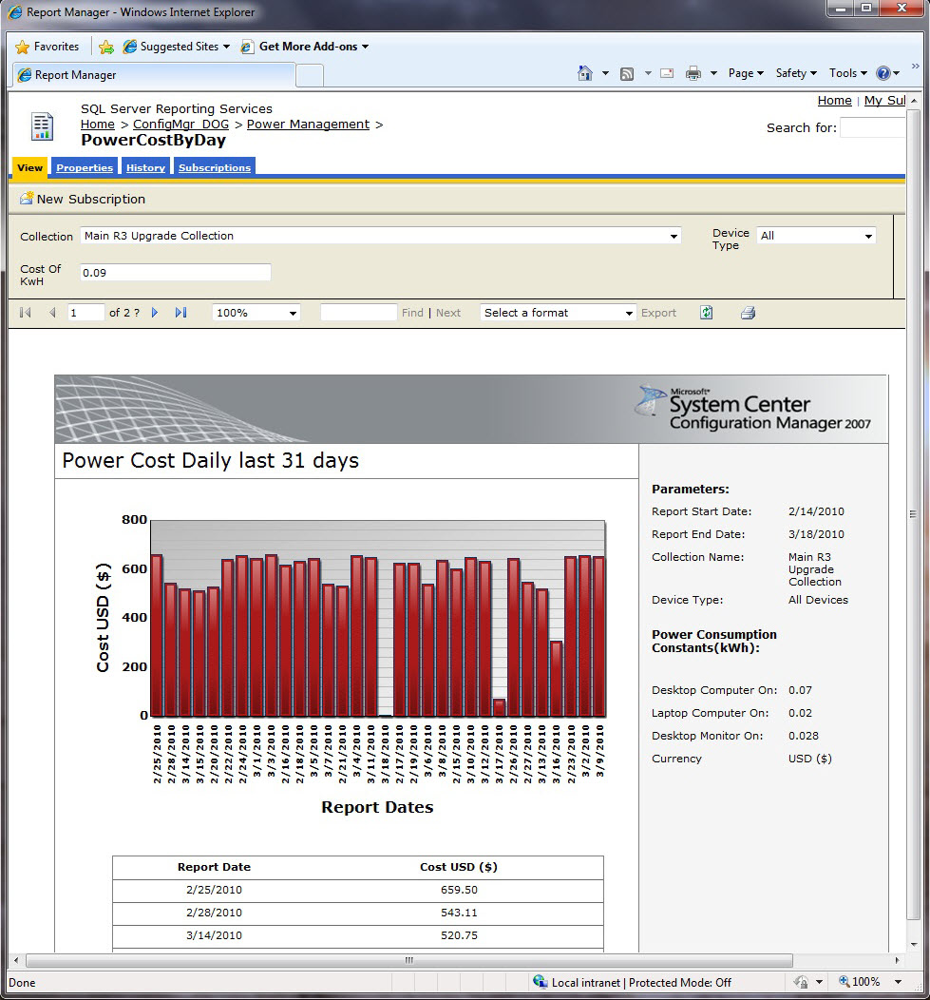 Report Manager - Windows Internet Explorer
Favorites Suggested Sites Get More Add-ons
Report Manager Page Safety Tools »
SQL Server Reporting Services Home | My Sul
Home > ConfigMgr_DOG > Power Management >
PowerCostByDay Search for:
View Properties History Subscriptions
New Subscription
Collection Main R3 Upgrade Collection Device Type All
Cost Of KwH 0.09
1 of 2 ? 100% Find | Next Select a format Export
Microsoft®
System Center
Configuration Manager 2007
Power Cost Daily last 31 days
800
600
400
200
0
Cost USD ($)
2/25/2010
2/28/2010
3/14/2010
3/15/2010
2/20/2010
2/22/2010
2/24/2010
3/1/2010
3/3/2010
2/16/2010
2/18/2010
3/5/2010
3/7/2010
2/21/2010
3/4/2010
3/11/2010
3/18/2010
2/17/2010
2/19/2010
3/6/2010
3/8/2010
2/15/2010
3/10/2010
3/12/2010
3/17/2010
2/26/2010
2/27/2010
3/13/2010
3/16/2010
2/23/2010
3/2/2010
3/9/2010
Report Dates
Report Date Cost USD ($)
2/25/2010 659.50
2/28/2010 543.11
3/14/2010 520.75
Parameters:
Report Start Date: 2/14/2010
Report End Date: 3/18/2010
Collection Name: Main R3
Upgrade
Collection
Device Type: All Devices
Power Consumption
Constants(kWh):
Desktop Computer On: 0.07
Laptop Computer On: 0.02
Desktop Monitor On: 0.028
Currency USD ($)
Done Local intranet | Protected Mode: Off 100%